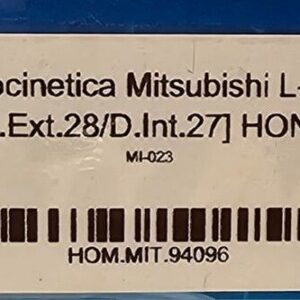 ocinetica Mitsubishi L-
.Ext.28/D.Int.27] HON
MI-023
HOM.MIT.94096